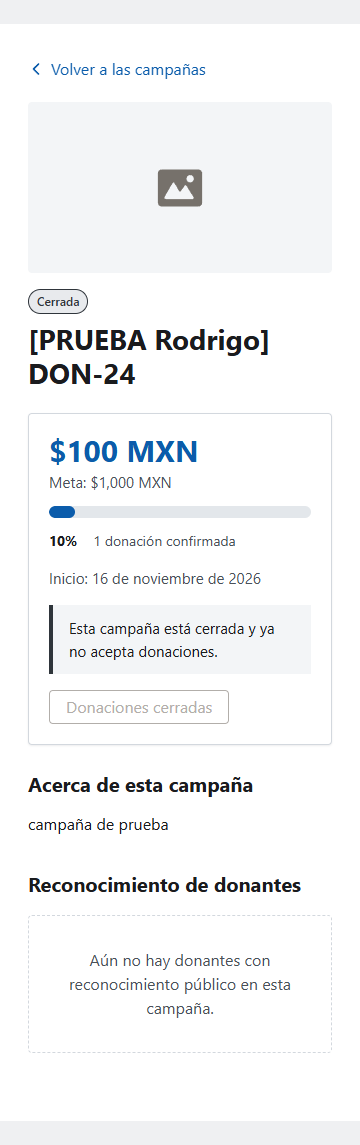 Volver a las campañas
Cerrada
[PRUEBA Rodrigo]
DON-24
$100 MXN
Meta: $1,000 MXN
10% 1 donación confirmada
Inicio: 16 de noviembre de 2026
Esta campaña está cerrada y ya
no acepta donaciones.
Donaciones cerradas
Acerca de esta campaña
campaña de prueba
Reconocimiento de donantes
Aún no hay donantes con
reconocimiento público en esta
campaña.